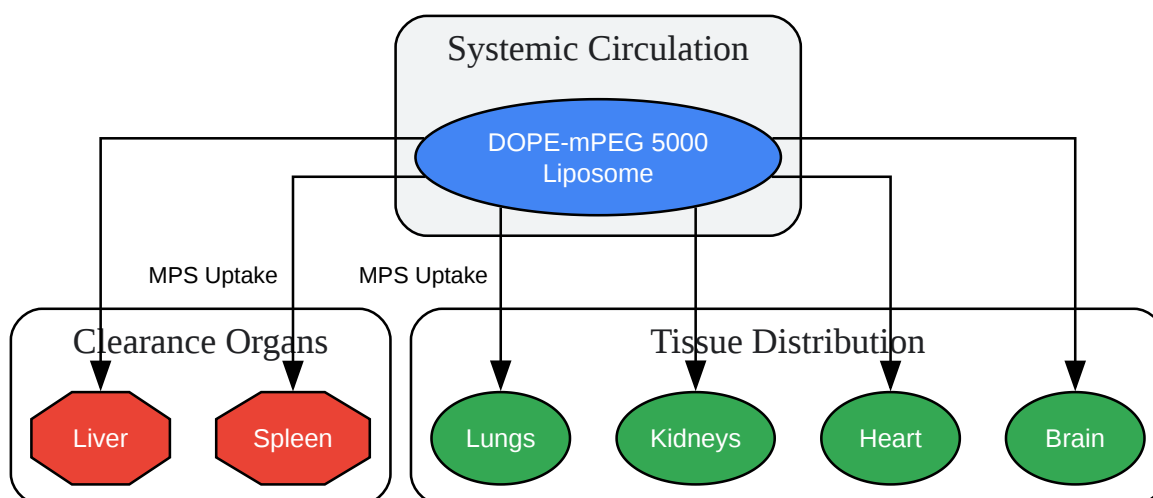 Systemic Circulation
DOPE-mPEG 5000
Liposome
MPS Uptake
MPS Uptake
Clearance Organs
Tissue Distribution
Liver
Spleen
Lungs
Kidneys
Heart
Brain